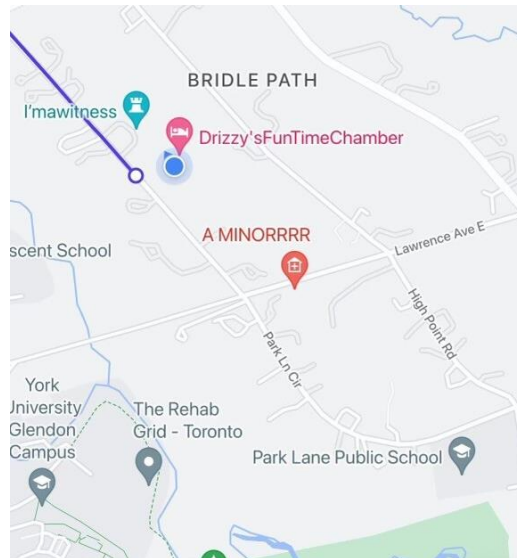 BRIDLE PATH
I'mawitness
Drizzy'sFunTimeChamber
A MINORRRR
Lawrence Ave E
scent School
High Point Rd
Park Ln Cir
York
University
Glendon
Campus
The Rehab
Grid - Toronto
Park Lane Public School